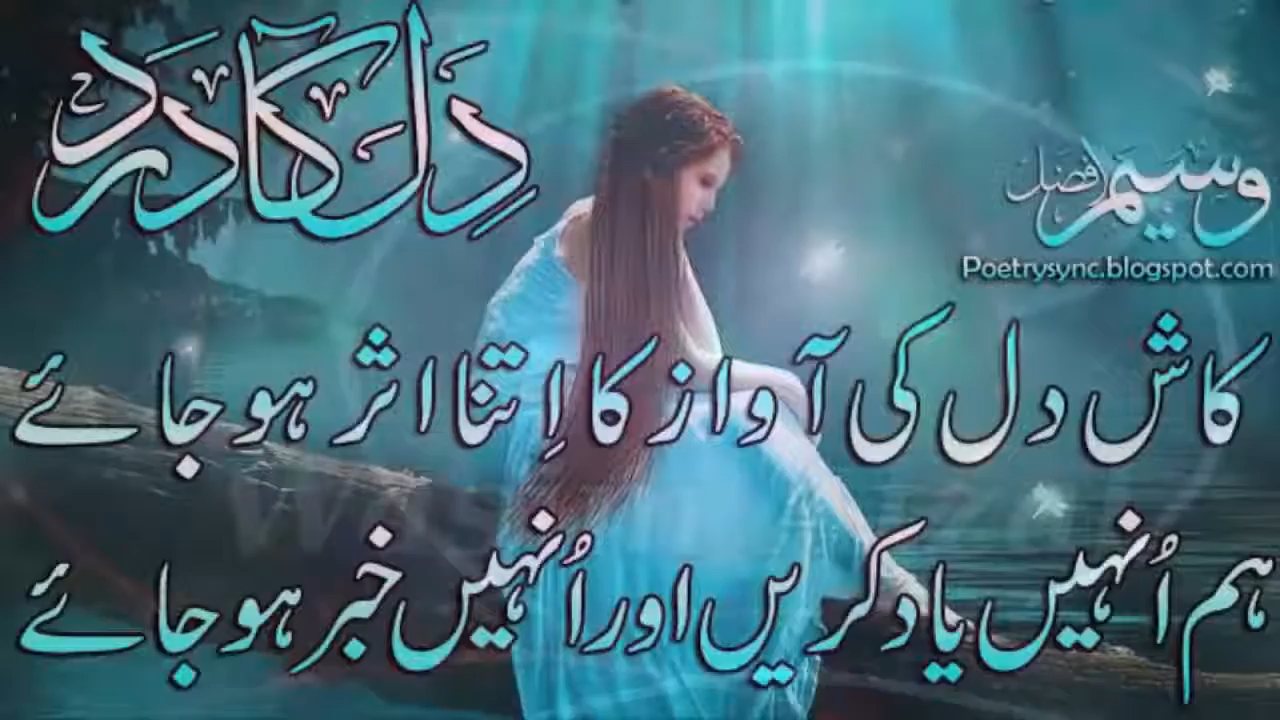 دِل کا درد
وسیم افضل
Poetrysync.blogspot.com
کاش دل کی آواز کا اِتنا اثر ہو جائے
ہم اُنہیں یاد کریں اور اُنہیں خبر ہو جائے